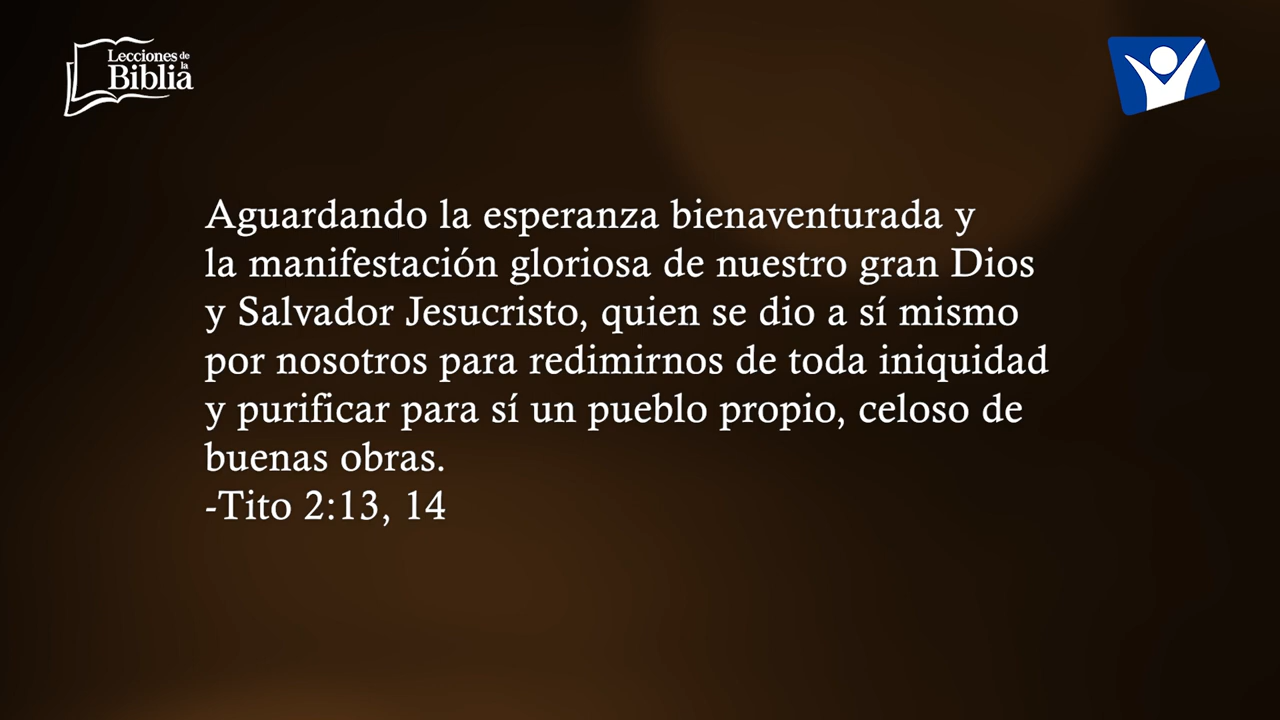 Lecciones de
la
Biblia
Aguardando la esperanza bienaventurada y
la manifestación gloriosa de nuestro gran Dios
y Salvador Jesucristo, quien se dio a sí mismo
por nosotros para redimirnos de toda iniquidad
y purificar para sí un pueblo propio, celoso de
buenas obras.
-Tito 2:13, 14